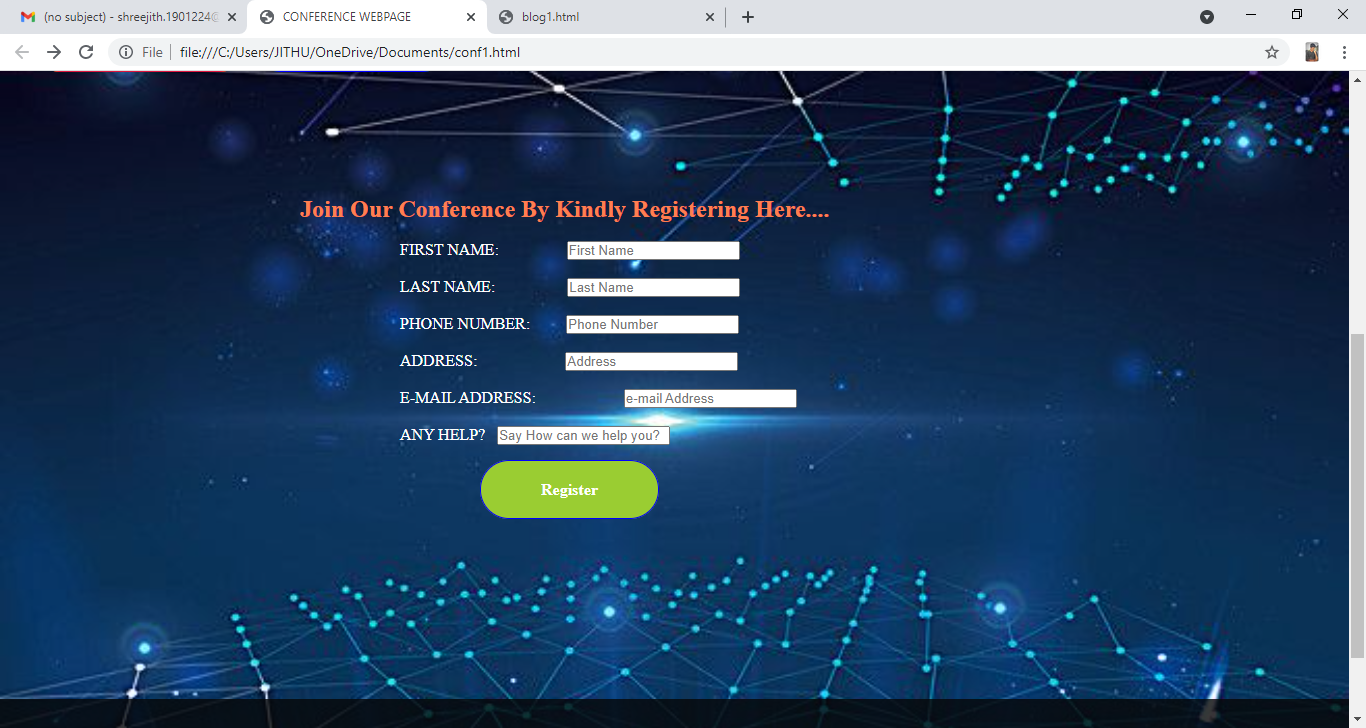 (no subject) - shreejith.1901224@
CONFERENCE WEBPAGE
blog1.html
File
file:///C:/Users/JITHU/OneDrive/Documents/conf1.html
Join Our Conference By Kindly Registering Here....
FIRST NAME: First Name
LAST NAME: Last Name
PHONE NUMBER: Phone Number
ADDRESS: Address
E-MAIL ADDRESS: e-mail Address
ANY HELP? Say How can we help you?
Register